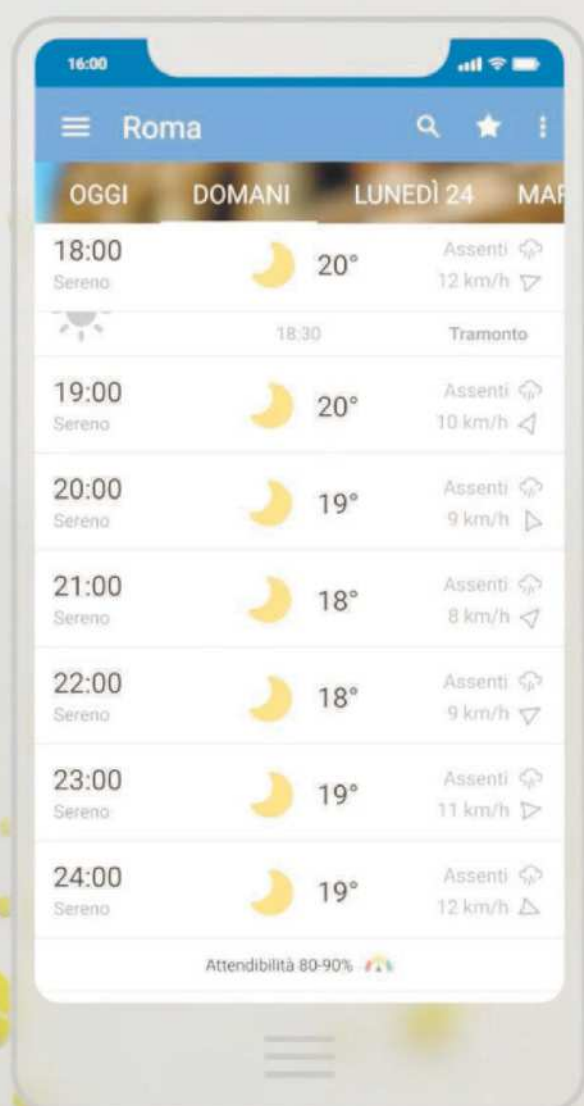 16:00
Roma
OGGI DOMANI LUNEDÌ 24 MAR
18:00 20° Assenti
Sereno 12 km/h
18:30 Tramonto
19:00 20° Assenti
Sereno 10 km/h
20:00 19° Assenti
Sereno 9 km/h
21:00 18° Assenti
Sereno 8 km/h
22:00 18° Assenti
Sereno 9 km/h
23:00 19° Assenti
Sereno 11 km/h
24:00 19° Assenti
Sereno 12 km/h
Attendibilità 80-90%